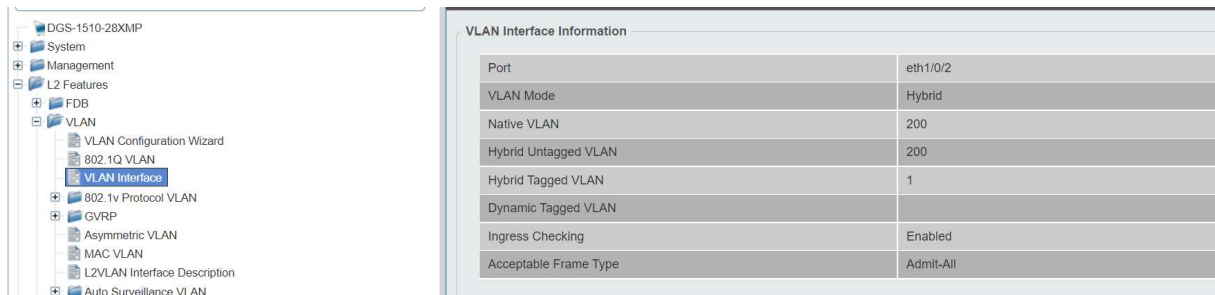 DGS-1510-28XMP
System
Management
L2 Features
FDB
VLAN
VLAN Configuration Wizard
802.1Q VLAN
VLAN Interface
802.1v Protocol VLAN
GVRP
Asymmetric VLAN
MAC VLAN
L2VLAN Interface Description
Auto Surveillance VLAN
VLAN Interface Information
Port eth1/0/2
VLAN Mode Hybrid
Native VLAN 200
Hybrid Untagged VLAN 200
Hybrid Tagged VLAN 1
Dynamic Tagged VLAN
Ingress Checking Enabled
Acceptable Frame Type Admit-All